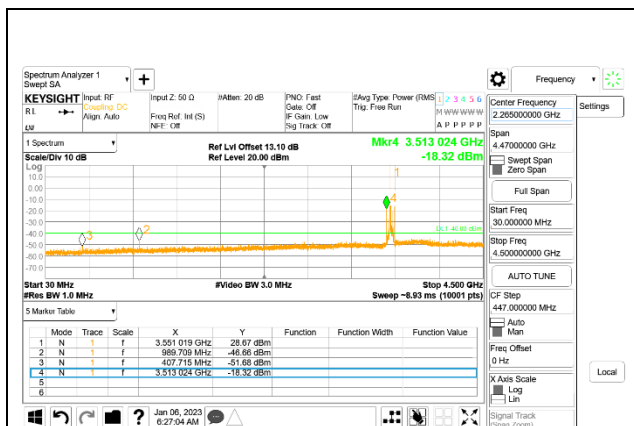 Spectrum Analyzer 1
Swept SA
Frequency
KEYSIGHT
RL
Input: RF
Coupling: DC
Align: Auto
Input Z: 50 Ω
Freq Ref: Int (S)
NFE: Off
#Atten: 20 dB
PNO: Fast
Gate: Off
IF Gain: Low
Sig Track: Off
#Avg Type: Power (RMS
Trig: Free Run
1 2 3 4 5 6
M W W W W W
A P P P P P
Center Frequency
2.265000000 GHz
Settings
1 Spectrum
Scale/Div 10 dB
Log
Ref Lvl Offset 13.10 dB
Ref Level 20.00 dBm
Mkr4 3.513 024 GHz
-18.32 dBm
10.0
0.00
-10.0
-20.0
-30.0
-40.0
-50.0
-60.0
-70.0
1
4
2
3
Start 30 MHz
#Res BW 1.0 MHz
#Video BW 3.0 MHz
Stop 4.500 GHz
Sweep ~8.93 ms (10001 pts)
Span
4.47000000 GHz
Swept Span
Zero Span
Full Span
Start Freq
30.000000 MHz
Stop Freq
4.500000000 GHz
AUTO TUNE
CF Step
447.000000 MHz
Auto
Man
Freq Offset
0 Hz
X Axis Scale
Log
Lin
Signal Track
(Span Zoom)
Local
5 Marker Table
Mode Trace Scale X Y Function Function Width Function Value
1 N 1 f 3.551 019 GHz 28.67 dBm
2 N 1 f 989.709 MHz -46.66 dBm
3 N 1 f 407.715 MHz -51.68 dBm
4 N 1 f 3.513 024 GHz -18.32 dBm
5
6
Jan 06, 2023
6:27:04 AM